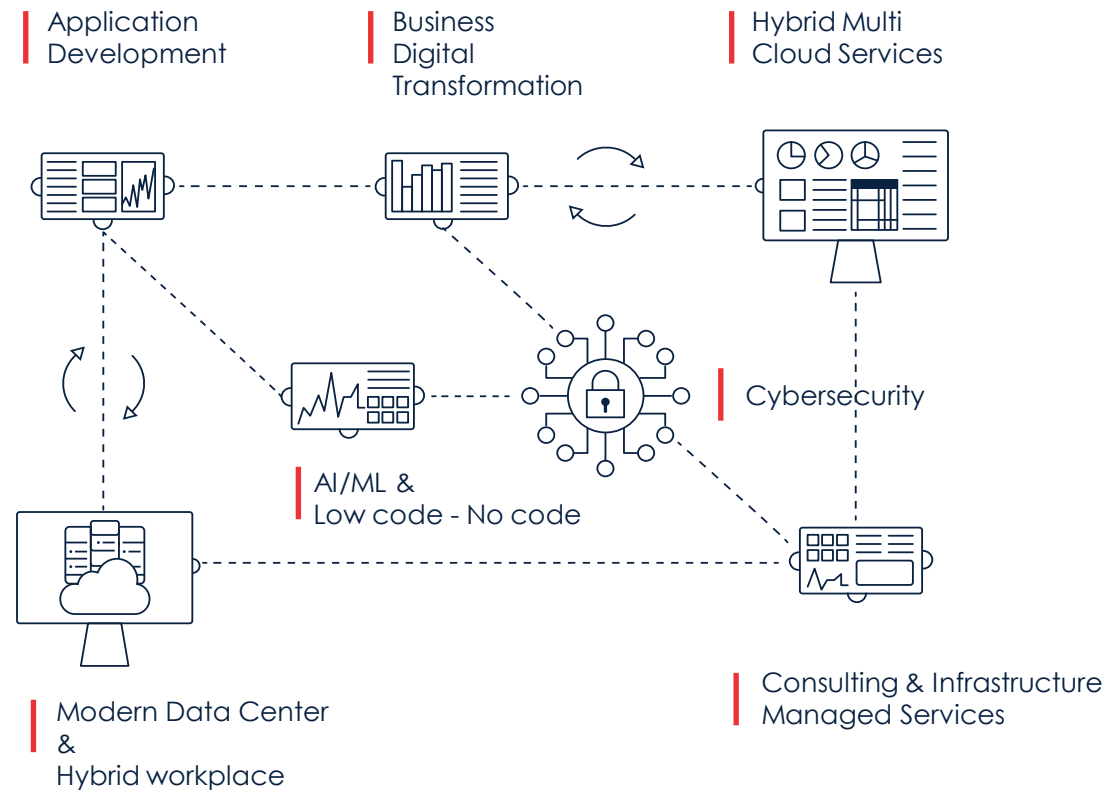 Application
Development
Business
Digital
Transformation
Hybrid Multi
Cloud Services
Cybersecurity
AI/ML &
Low code - No code
Modern Data Center
&
Hybrid workplace
Consulting & Infrastructure
Managed Services